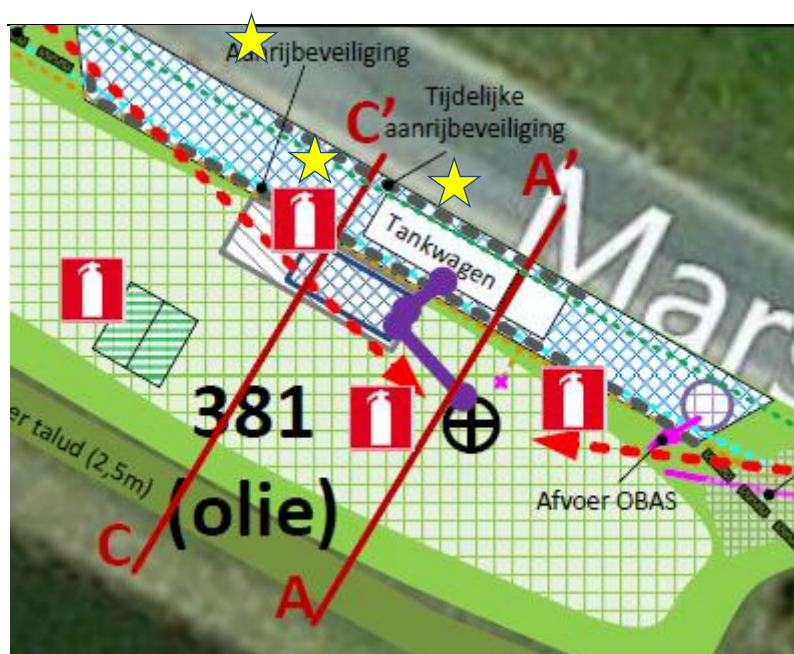 Aanrijbeveiliging
Tijdelijke
aanrijbeveiliging
C’
A’
Tankwagen
Mars
381
(olie)
er talud (2,5m)
Afvoer OBAS
C
A